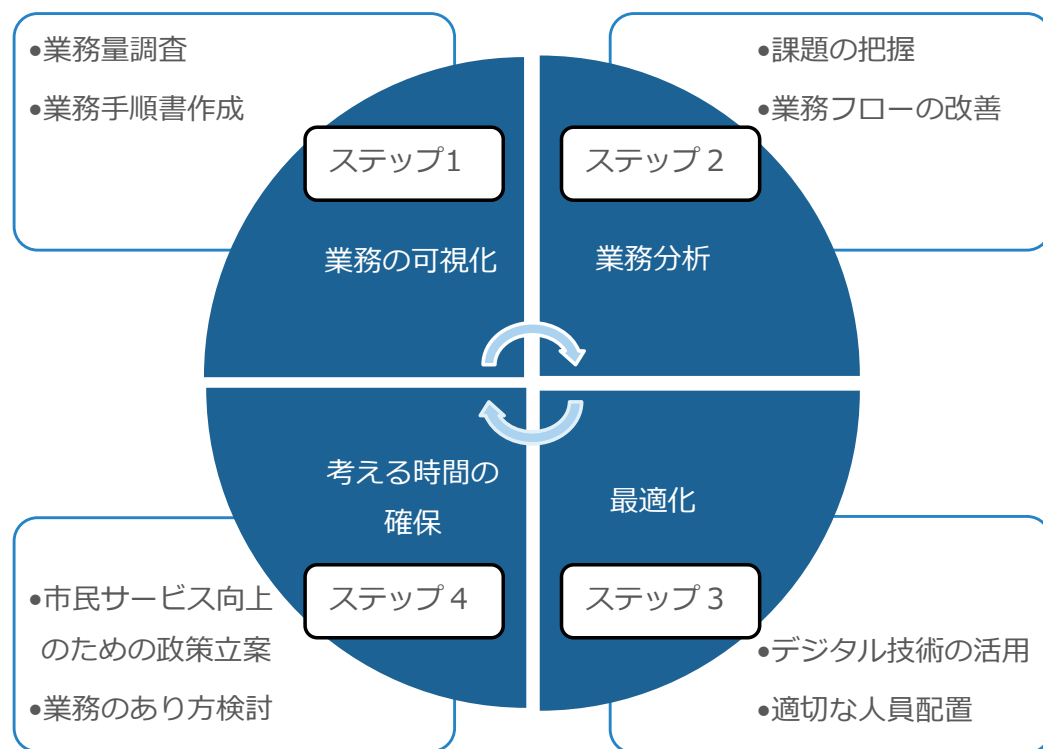 •業務量調査
•業務手順書作成
ステップ1
業務の可視化
•課題の把握
•業務フローの改善
ステップ２
業務分析
最適化
ステップ３
•デジタル技術の活用
•適切な人員配置
考える時間の
確保
ステップ４
•市民サービス向上
のための政策立案
•業務のあり方検討